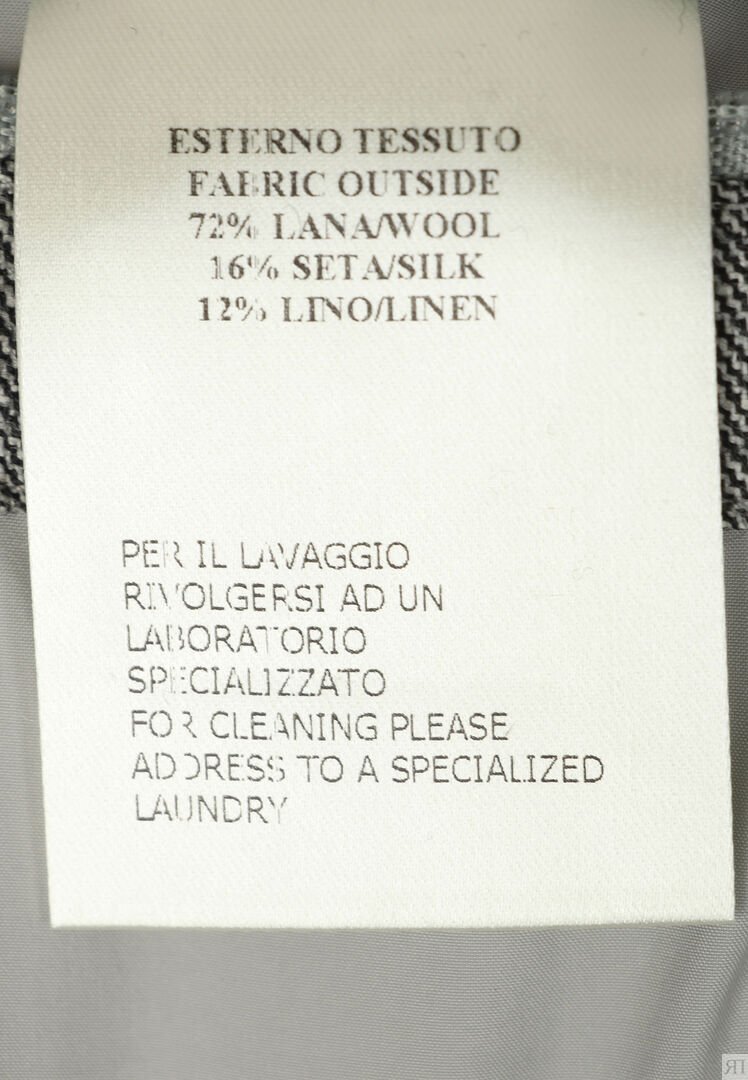 ESTERNO TESSUTO
FABRIC OUTSIDE
72% LANA/WOOL
16% SETA/SILK
12% LINO/LINEN
PER IL LAVAGGIO
RIVOLGERSI AD UN
LABORATORIO
SPECIALIZZATO
FOR CLEANING PLEASE
ADDRESS TO A SPECIALIZED
LAUNDRY
ЯТ